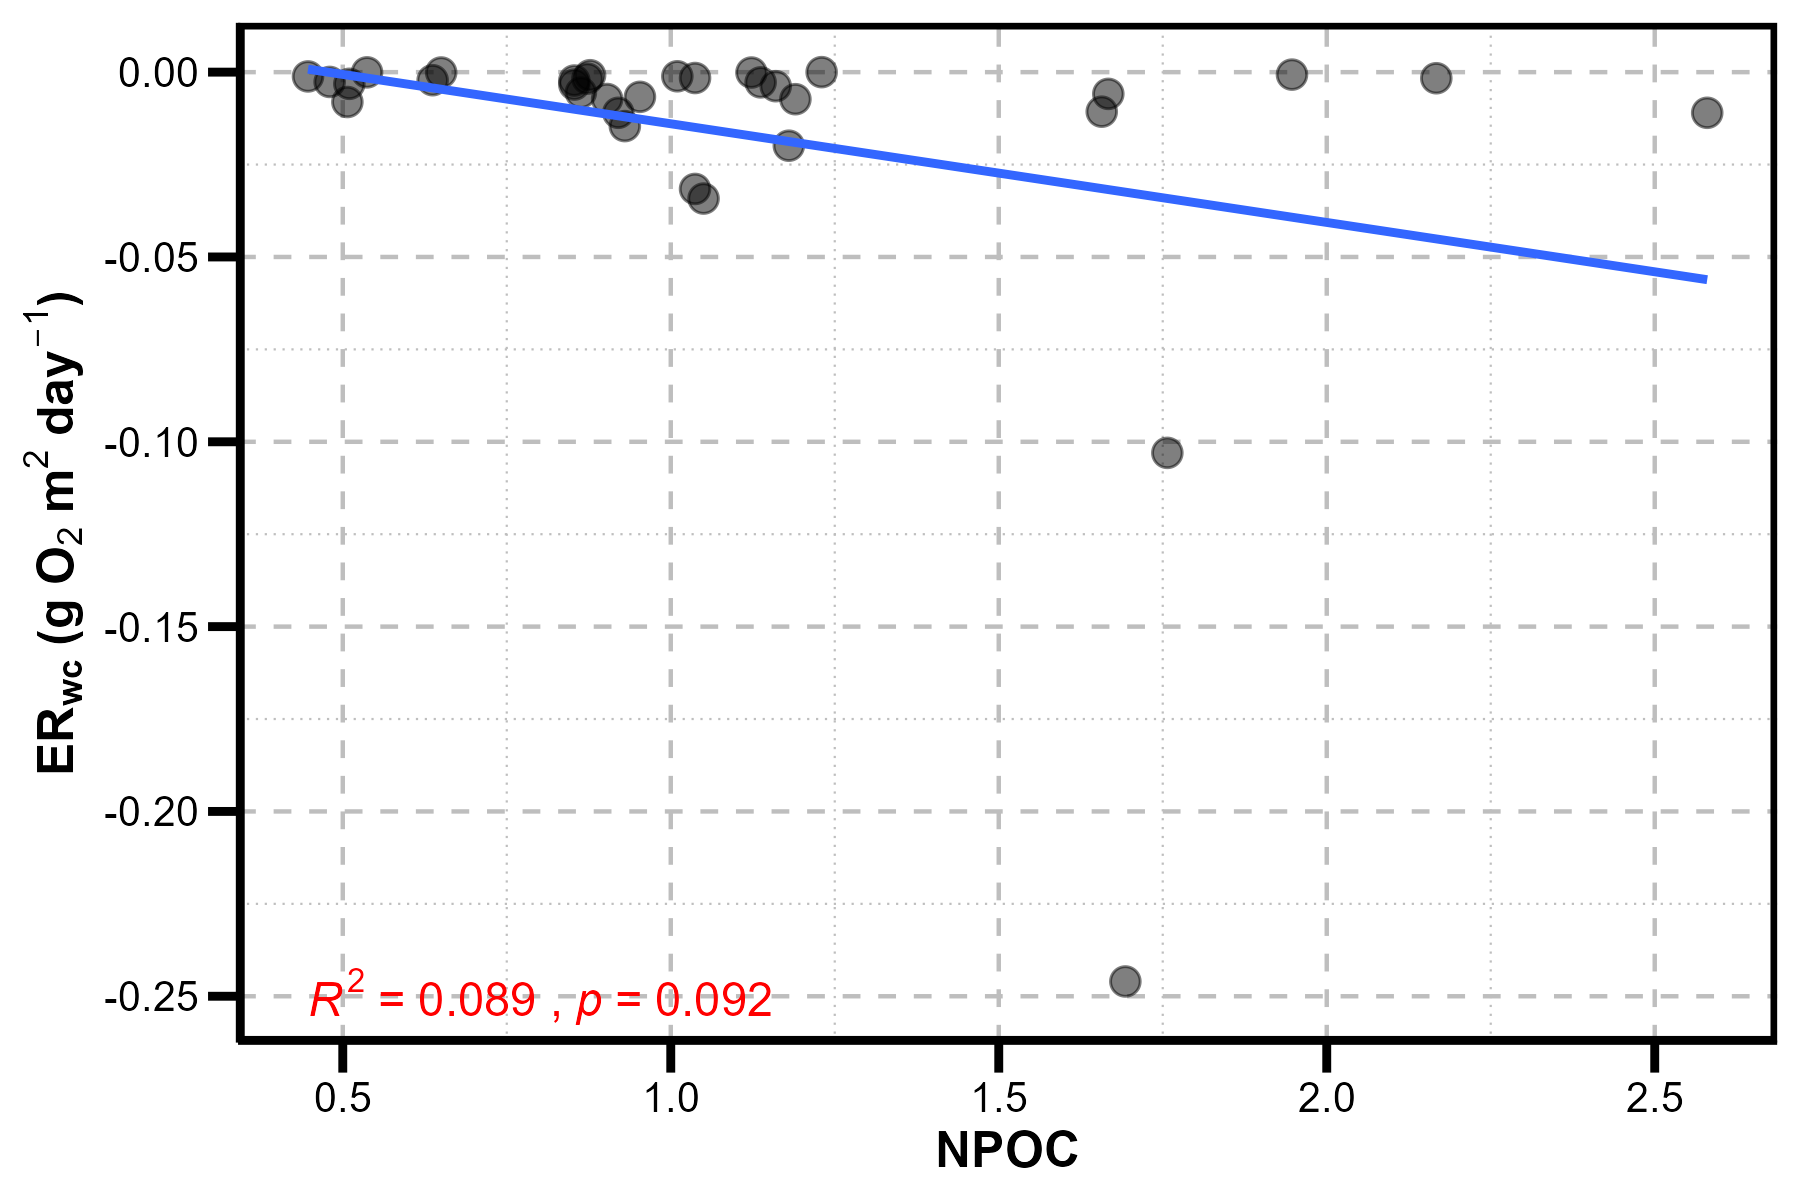 0.00
-0.05
-0.10
-0.15
-0.20
-0.25
ER_wc (g O₂ m² day⁻¹)
R² = 0.089 , p = 0.092
0.5 1.0 1.5 2.0 2.5
NPOC